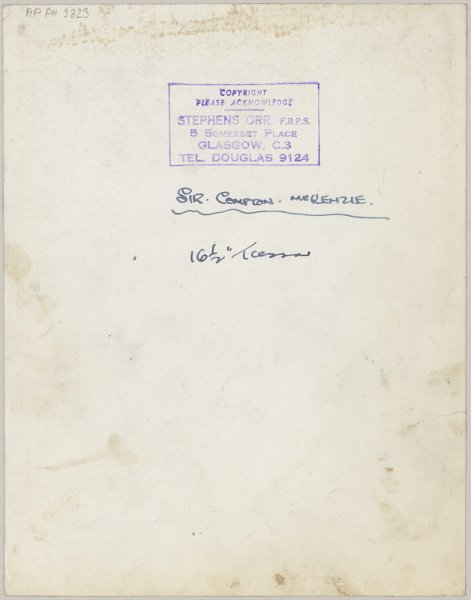 AP.PH.3823
COPYRIGHT
PLEASE ACKNOWLEDGE
STEPHENS ORR. F.R.P.S.
5 SOMERSET PLACE
GLASGOW. C.3
TEL. DOUGLAS 9124
SIR. COMPTON. McKENZIE.
16½"